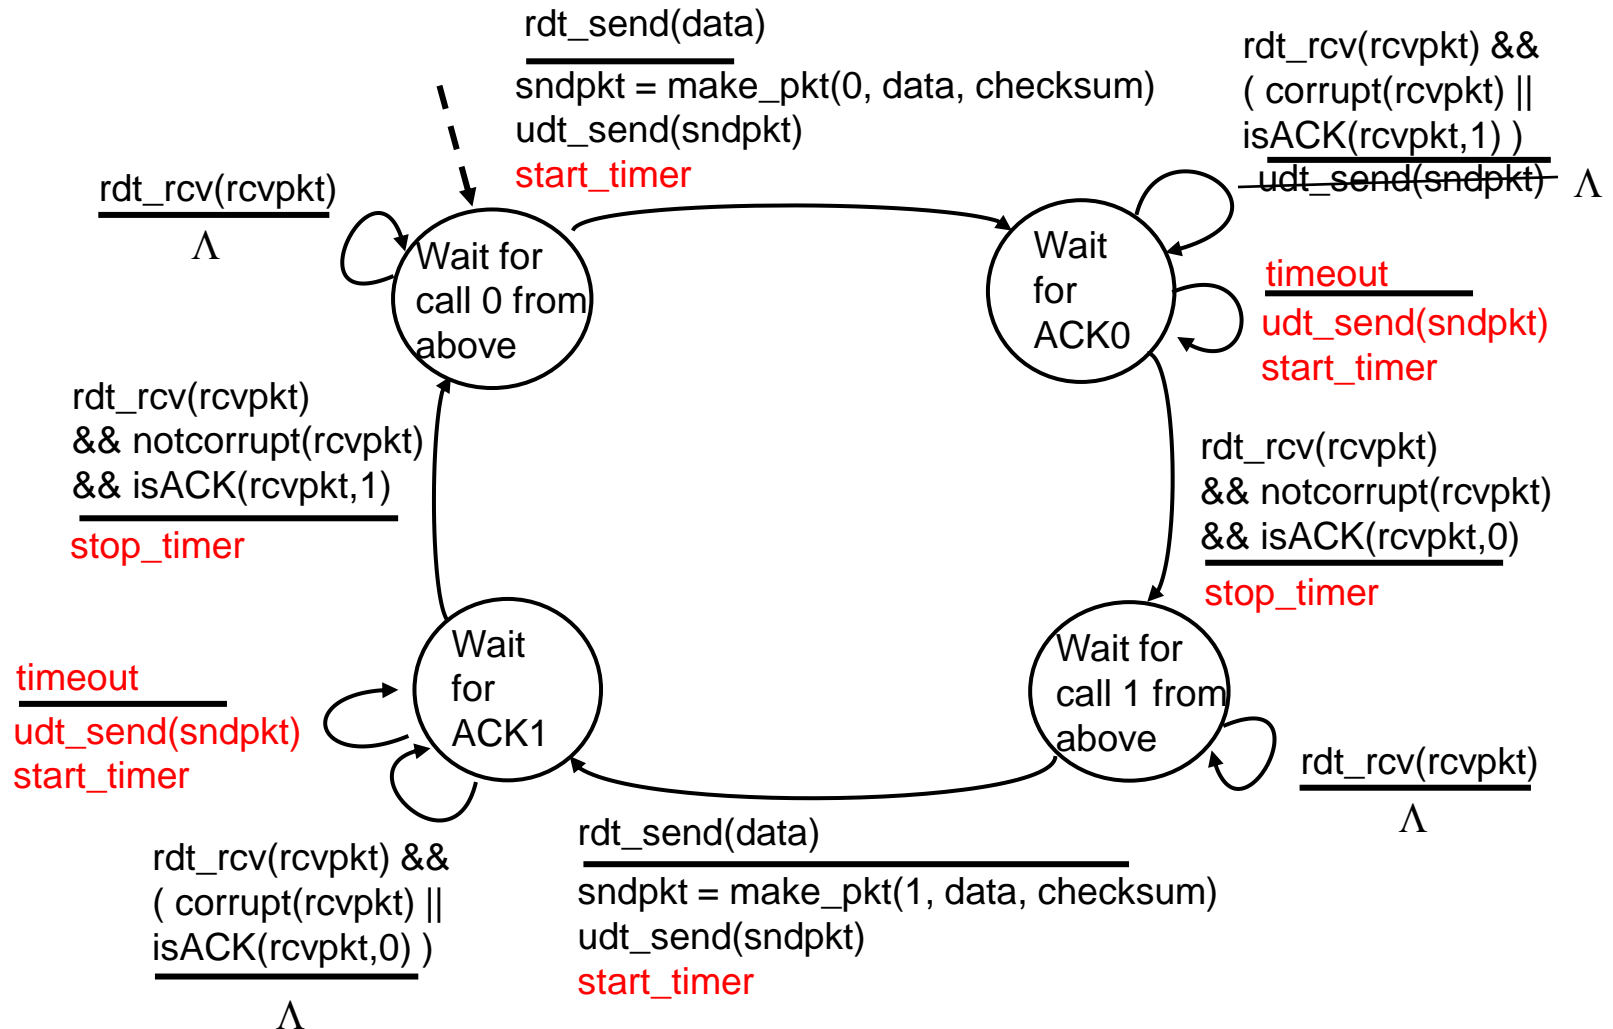 rdt_send(data)
sndpkt = make_pkt(0, data, checksum)
udt_send(sndpkt)
start_timer
rdt_rcv(rcvpkt) &&
( corrupt(rcvpkt) ||
isACK(rcvpkt,1) )
udt_send(sndpkt) Λ
rdt_rcv(rcvpkt)
Λ
Wait for
call 0 from
above
Wait
for
ACK0
timeout
udt_send(sndpkt)
start_timer
rdt_rcv(rcvpkt)
&& notcorrupt(rcvpkt)
&& isACK(rcvpkt,1)
stop_timer
rdt_rcv(rcvpkt)
&& notcorrupt(rcvpkt)
&& isACK(rcvpkt,0)
stop_timer
timeout
udt_send(sndpkt)
start_timer
Wait
for
ACK1
Wait for
call 1 from
above
rdt_rcv(rcvpkt)
Λ
rdt_rcv(rcvpkt) &&
( corrupt(rcvpkt) ||
isACK(rcvpkt,0) )
Λ
rdt_send(data)
sndpkt = make_pkt(1, data, checksum)
udt_send(sndpkt)
start_timer